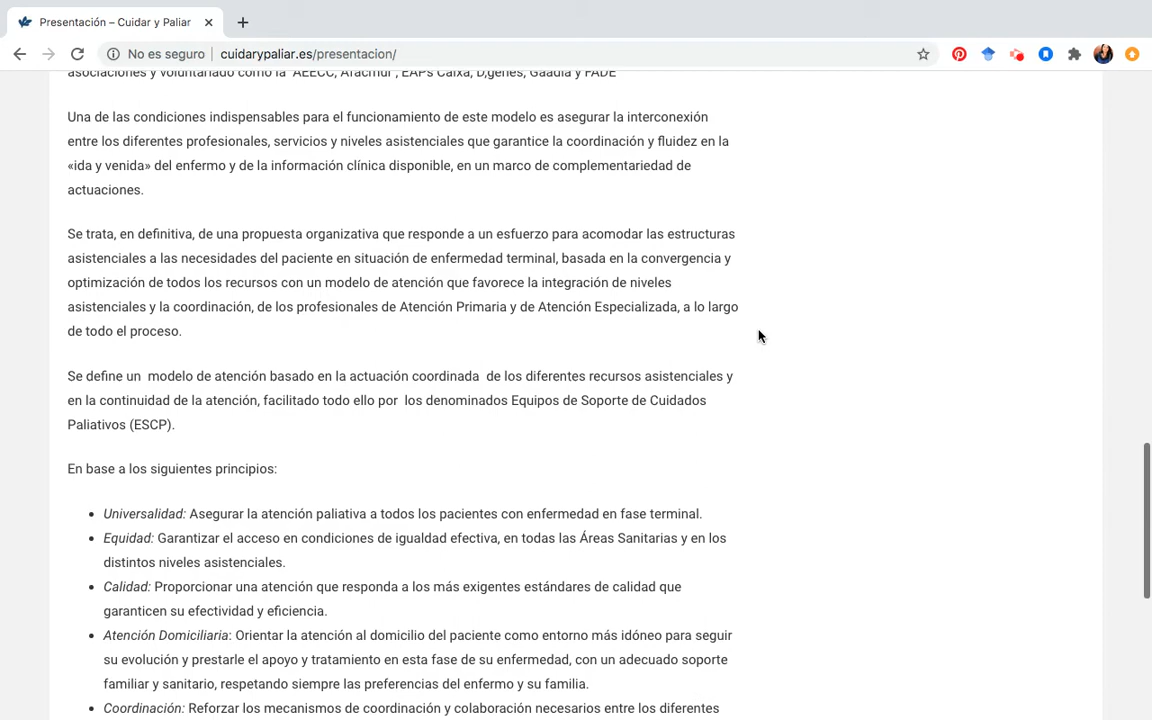 Presentación – Cuidar y Paliar
No es seguro
cuidarypaliar.es/presentacion/
asociaciones y voluntariado como la AEECC, Afacmur , EAPs Caixa, D,genes, Gaadia y FADE
Una de las condiciones indispensables para el funcionamiento de este modelo es asegurar la interconexión
entre los diferentes profesionales, servicios y niveles asistenciales que garantice la coordinación y fluidez en la
«ida y venida» del enfermo y de la información clínica disponible, en un marco de complementariedad de
actuaciones.
Se trata, en definitiva, de una propuesta organizativa que responde a un esfuerzo para acomodar las estructuras
asistenciales a las necesidades del paciente en situación de enfermedad terminal, basada en la convergencia y
optimización de todos los recursos con un modelo de atención que favorece la integración de niveles
asistenciales y la coordinación, de los profesionales de Atención Primaria y de Atención Especializada, a lo largo
de todo el proceso.
Se define un modelo de atención basado en la actuación coordinada de los diferentes recursos asistenciales y
en la continuidad de la atención, facilitado todo ello por los denominados Equipos de Soporte de Cuidados
Paliativos (ESCP).
En base a los siguientes principios:
• Universalidad: Asegurar la atención paliativa a todos los pacientes con enfermedad en fase terminal.
• Equidad: Garantizar el acceso en condiciones de igualdad efectiva, en todas las Áreas Sanitarias y en los
distintos niveles asistenciales.
• Calidad: Proporcionar una atención que responda a los más exigentes estándares de calidad que
garanticen su efectividad y eficiencia.
• Atención Domiciliaria: Orientar la atención al domicilio del paciente como entorno más idóneo para seguir
su evolución y prestarle el apoyo y tratamiento en esta fase de su enfermedad, con un adecuado soporte
familiar y sanitario, respetando siempre las preferencias del enfermo y su familia.
• Coordinación: Reforzar los mecanismos de coordinación y colaboración necesarios entre los diferentes